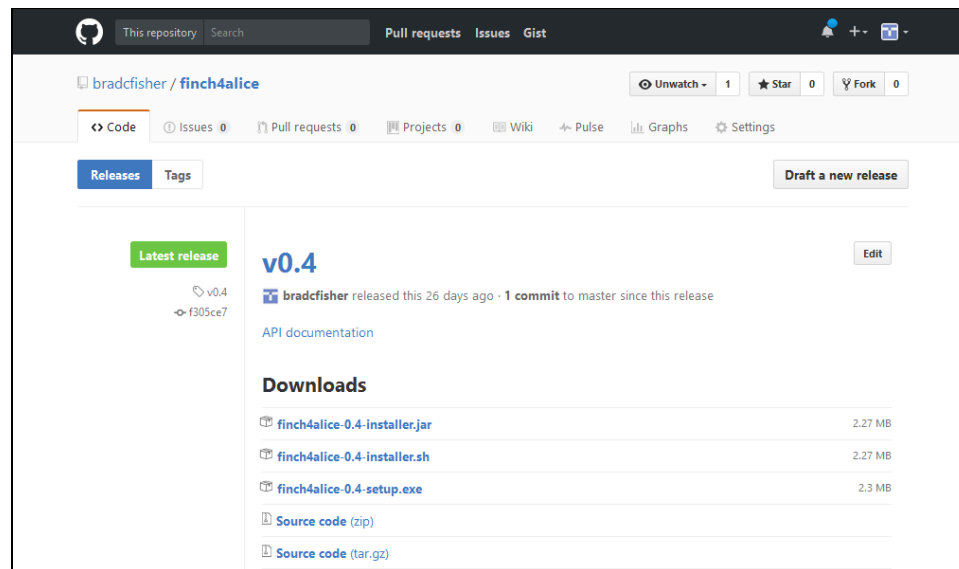 This repository Search Pull requests Issues Gist
bradcfisher / finch4alice Unwatch 1 Star 0 Fork 0
Code Issues 0 Pull requests 0 Projects 0 Wiki Pulse Graphs Settings
Releases Tags Draft a new release
Latest release
v0.4
f305ce7
v0.4 Edit
bradcfisher released this 26 days ago · 1 commit to master since this release
API documentation
Downloads
finch4alice-0.4-installer.jar 2.27 MB
finch4alice-0.4-installer.sh 2.27 MB
finch4alice-0.4-setup.exe 2.3 MB
Source code (zip)
Source code (tar.gz)